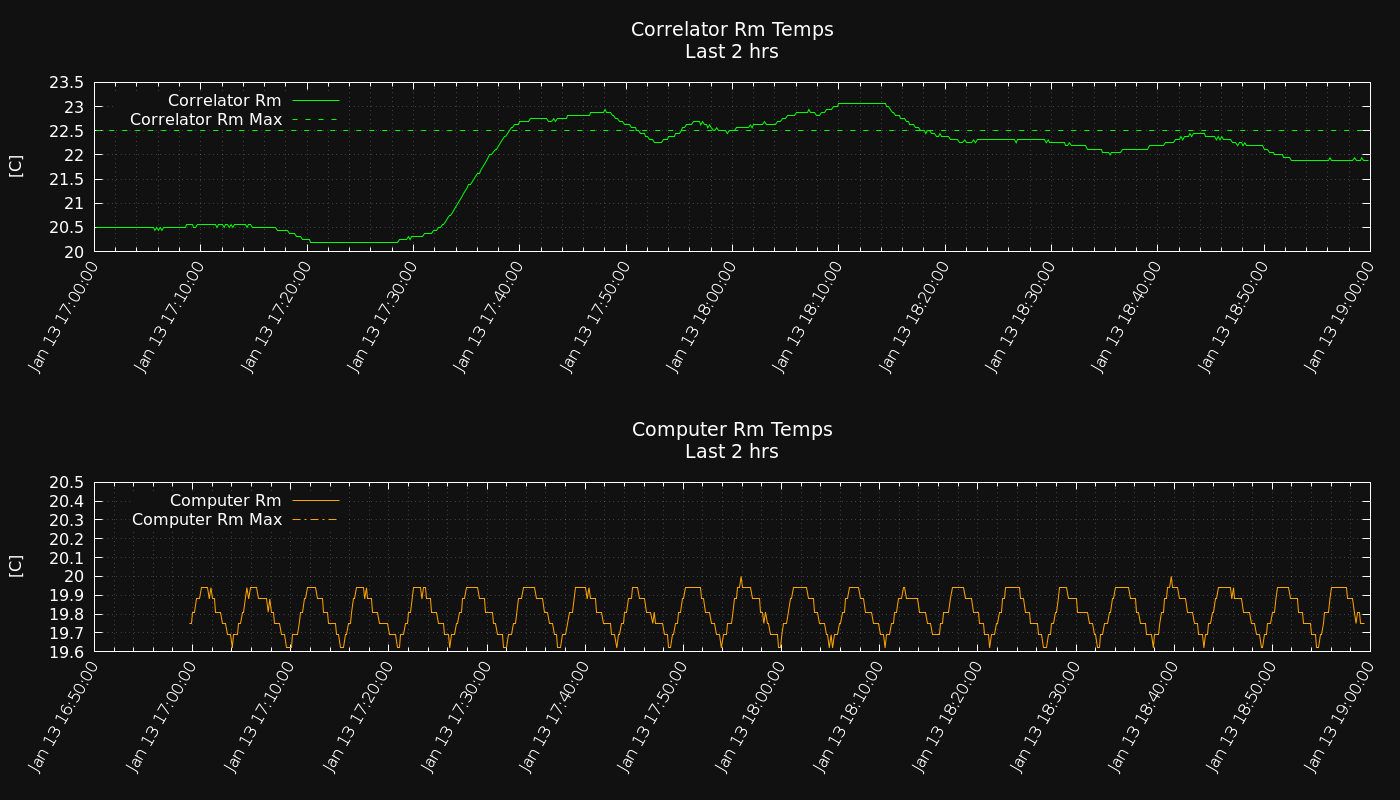 Correlator Rm Temps
Last 2 hrs
23.5
23
22.5
22
21.5
21
20.5
20
[C]
Correlator Rm
Correlator Rm Max
Jan 13 17:00:00
Jan 13 17:10:00
Jan 13 17:20:00
Jan 13 17:30:00
Jan 13 17:40:00
Jan 13 17:50:00
Jan 13 18:00:00
Jan 13 18:10:00
Jan 13 18:20:00
Jan 13 18:30:00
Jan 13 18:40:00
Jan 13 18:50:00
Jan 13 19:00:00
Computer Rm Temps
Last 2 hrs
20.5
20.4
20.3
20.2
20.1
20
19.9
19.8
19.7
19.6
[C]
Computer Rm
Computer Rm Max
Jan 13 16:50:00
Jan 13 17:00:00
Jan 13 17:10:00
Jan 13 17:20:00
Jan 13 17:30:00
Jan 13 17:40:00
Jan 13 17:50:00
Jan 13 18:00:00
Jan 13 18:10:00
Jan 13 18:20:00
Jan 13 18:30:00
Jan 13 18:40:00
Jan 13 18:50:00
Jan 13 19:00:00